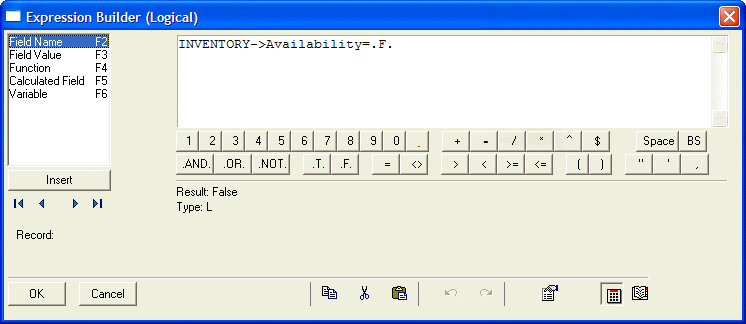 Expression Builder (Logical)
Field Name F2
Field Value F3
Function F4
Calculated Field F5
Variable F6
Insert
Record:
INVENTORY->Availability=.F.
1 2 3 4 5 6 7 8 9 0 . + - / * ^ $ Space BS
.AND. .OR. .NOT. .T. .F. = <> > < >= <= ( ) " ' ,
Result: False
Type: L
OK Cancel